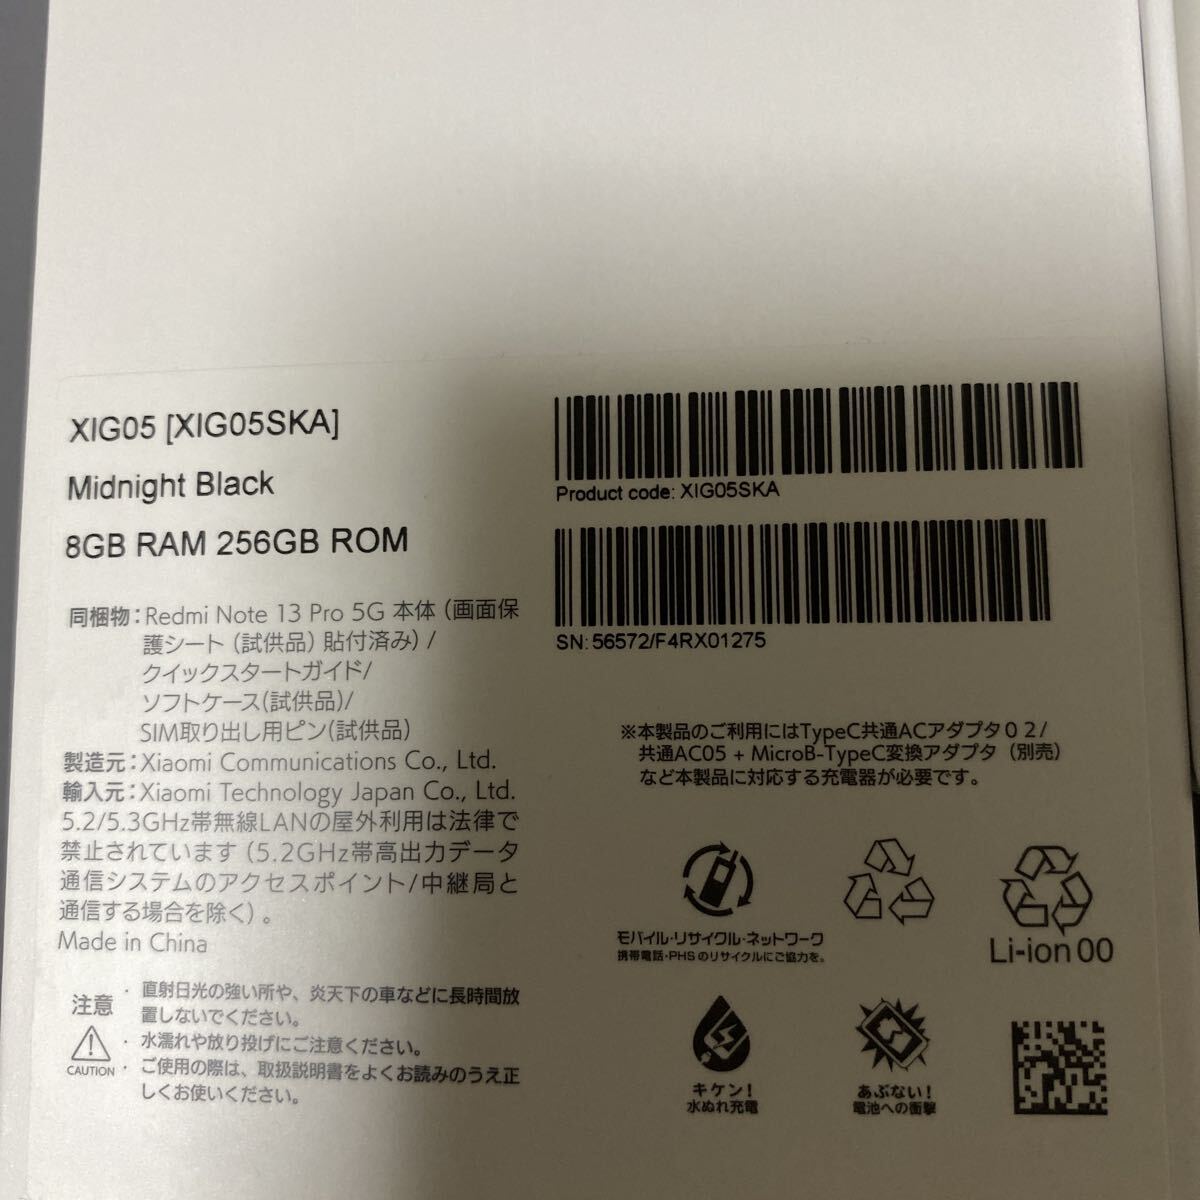 XIG05 [XIG05SKA]
Midnight Black
8GB RAM 256GB ROM
同梱物：Redmi Note 13 Pro 5G 本体（画面保
護シート（試供品）貼付済み）/
クイックスタートガイド/
ソフトケース(試供品)/
SIM取り出し用ピン(試供品)
製造元：Xiaomi Communications Co., Ltd.
輸入元：Xiaomi Technology Japan Co., Ltd.
5.2/5.3GHz帯無線LANの屋外利用は法律で
禁止されています（5.2GHz帯高出力データ
通信システムのアクセスポイント/中継局と
通信する場合を除く）。
Made in China
注意
CAUTION
・直射日光の強い所や、炎天下の車などに長時間放
置しないでください。
・水濡れや放り投げにご注意ください。
・ご使用の際は、取扱説明書をよくお読みのうえ正
しくお使いください。
Product code: XIG05SKA
SN: 56572/F4RX01275
※本製品のご利用にはTypeC共通ACアダプタ０２/
共通AC05 + MicroB-TypeC変換アダプタ（別売）
など本製品に対応する充電器が必要です。
モバイル・リサイクル・ネットワーク
携帯電話・PHSのリサイクルにご協力を。
Li-ion 00
キケン！
水ぬれ充電
あぶない！
電池への衝撃